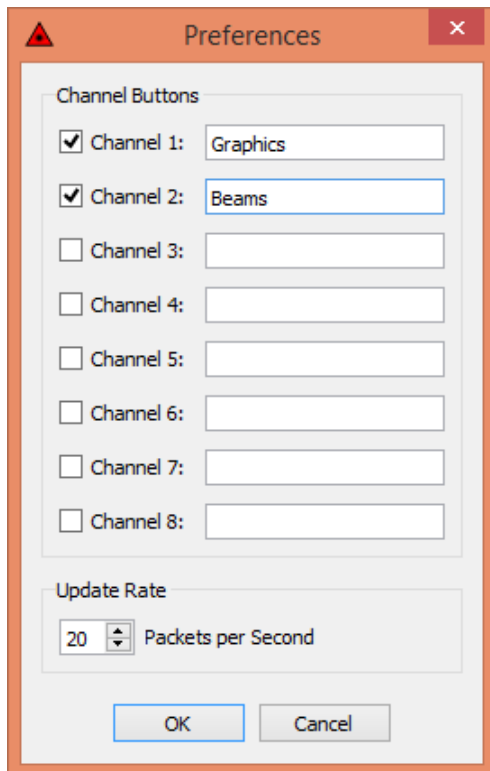 Preferences
Channel Buttons
Channel 1: Graphics
Channel 2: Beams
Channel 3:
Channel 4:
Channel 5:
Channel 6:
Channel 7:
Channel 8:
Update Rate
20 Packets per Second
OK Cancel